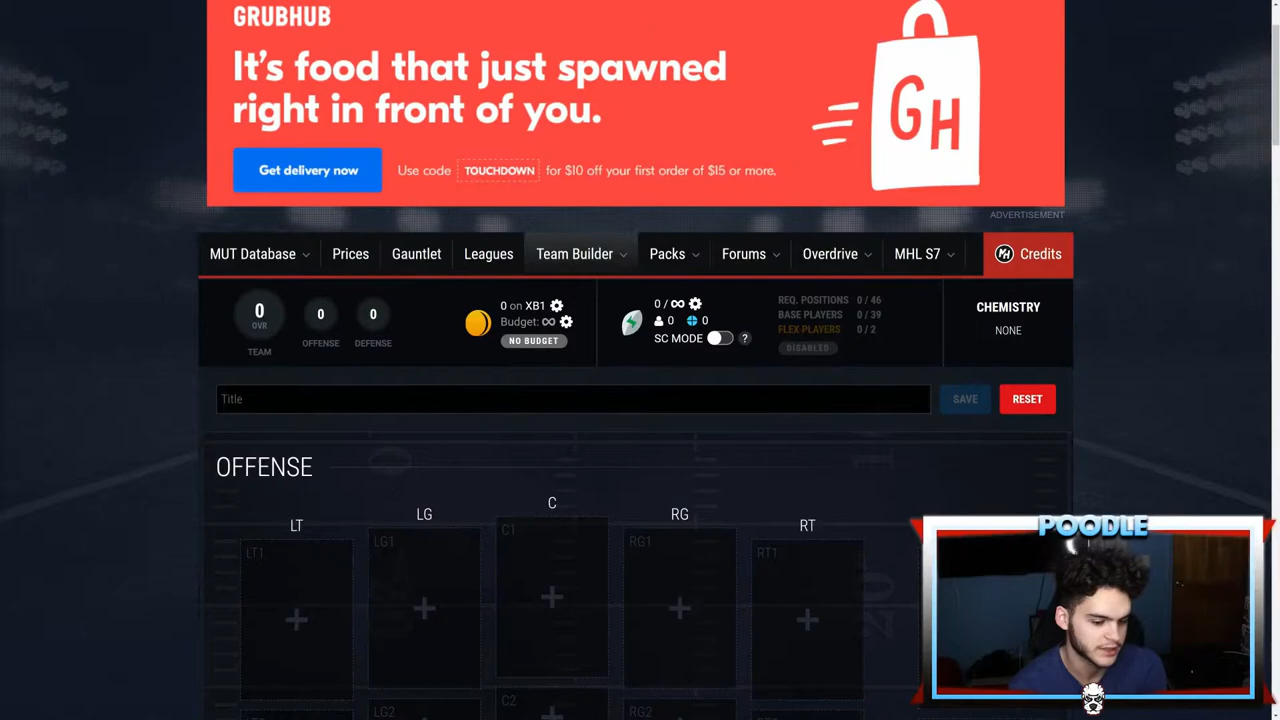 GRUBHUB
It's food that just spawned
right in front of you.
GH
Get delivery now
Use code TOUCHDOWN for $10 off your first order of $15 or more.
ADVERTISEMENT
MUT Database Prices Gauntlet Leagues Team Builder Packs Forums Overdrive MHL S7 Credits
0
OVR
TEAM
0
OFFENSE
0
DEFENSE
0 on XB1
Budget: ∞
NO BUDGET
0 / ∞
0 0
SC MODE ?
REQ. POSITIONS 0 / 46
BASE PLAYERS 0 / 39
FLEX PLAYERS 0 / 2
DISABLED
CHEMISTRY
NONE
Title
SAVE
RESET
OFFENSE
LT LG C RG RT
LT1 LG1 C1 RG1 RT1
LG2 C2 RG2
20
POODLE